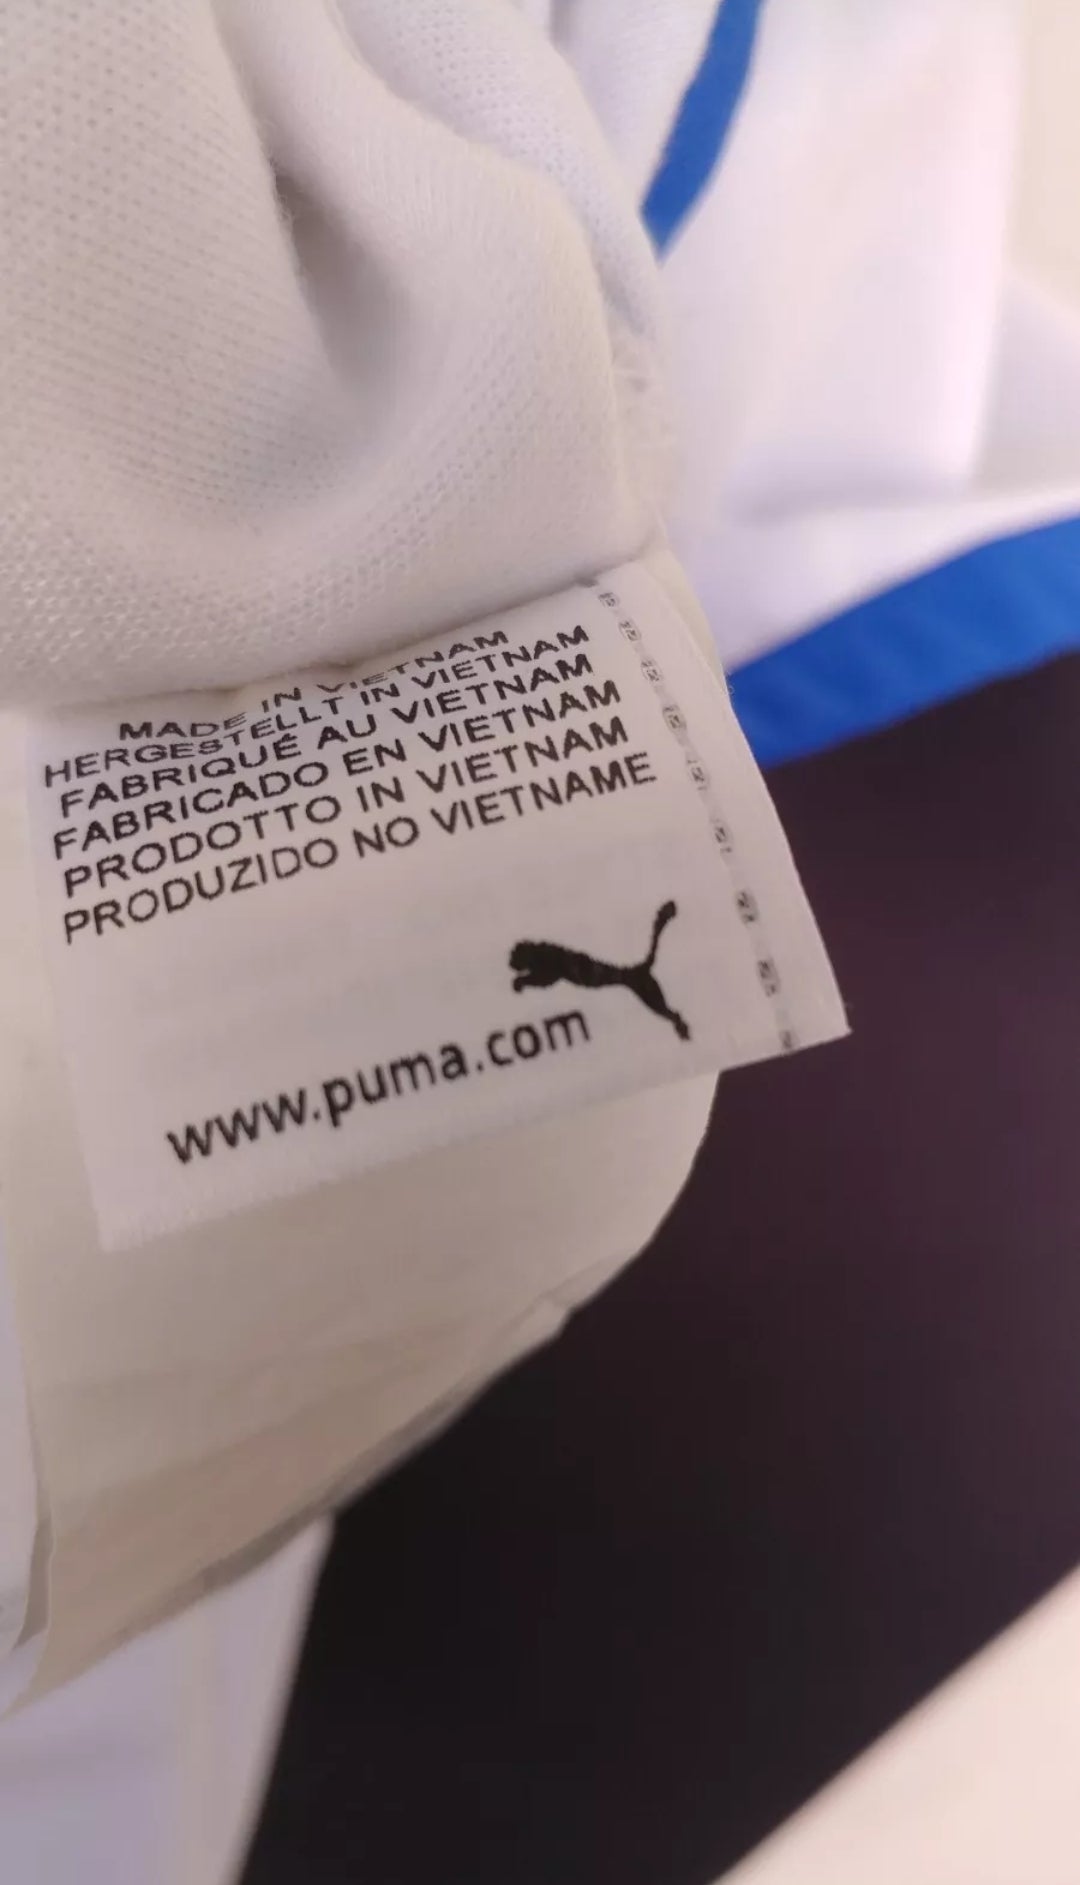 MADE IN VIETNAM
HERGESTELLT IN VIETNAM
FABRIQUÉ AU VIETNAM
FABRICADO EN VIETNAM
PRODOTTO IN VIETNAM
PRODUZIDO NO VIETNAME
www.puma.com